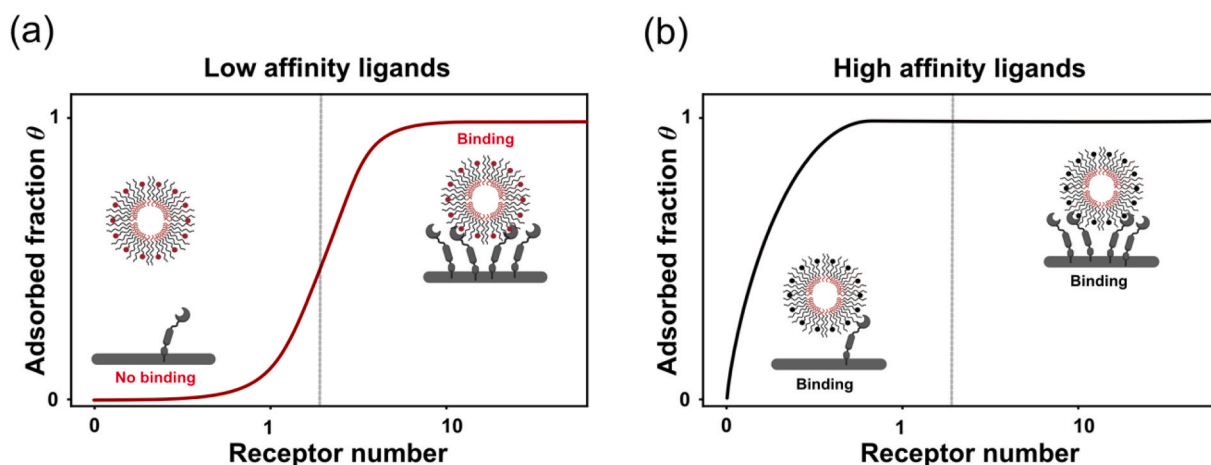 (a)
Low affinity ligands
Adsorbed fraction θ
1
0
Binding
No binding
0
1
10
Receptor number
(b)
High affinity ligands
Adsorbed fraction θ
1
0
Binding
Binding
0
1
10
Receptor number